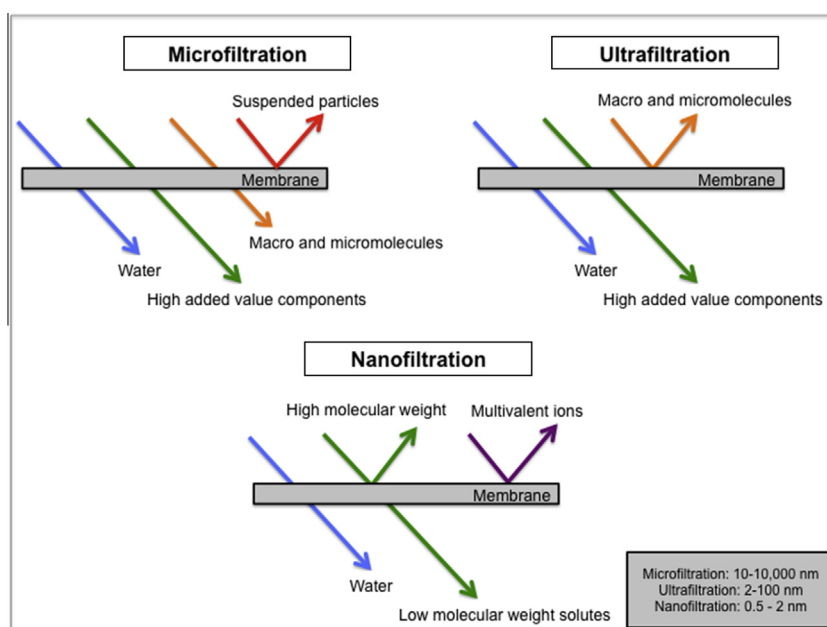 Microfiltration
Suspended particles
Membrane
Macro and micromolecules
Water
High added value components
Ultrafiltration
Macro and micromolecules
Membrane
Water
High added value components
Nanofiltration
High molecular weight
Multivalent ions
Membrane
Water
Low molecular weight solutes
Microfiltration: 10-10,000 nm
Ultrafiltration: 2-100 nm
Nanofiltration: 0.5 - 2 nm